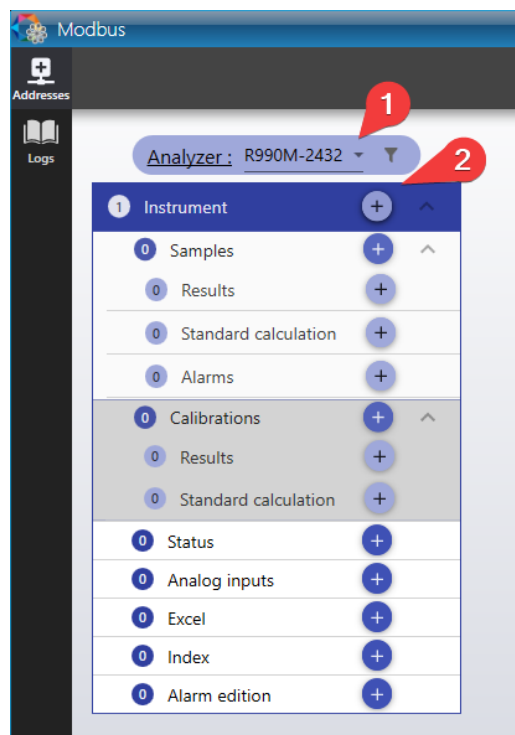 Modbus
Addresses
Logs
1
Analyzer : R990M-2432
2
1 Instrument +
0 Samples +
0 Results +
0 Standard calculation +
0 Alarms +
0 Calibrations +
0 Results +
0 Standard calculation +
0 Status +
0 Analog inputs +
0 Excel +
0 Index +
0 Alarm edition +